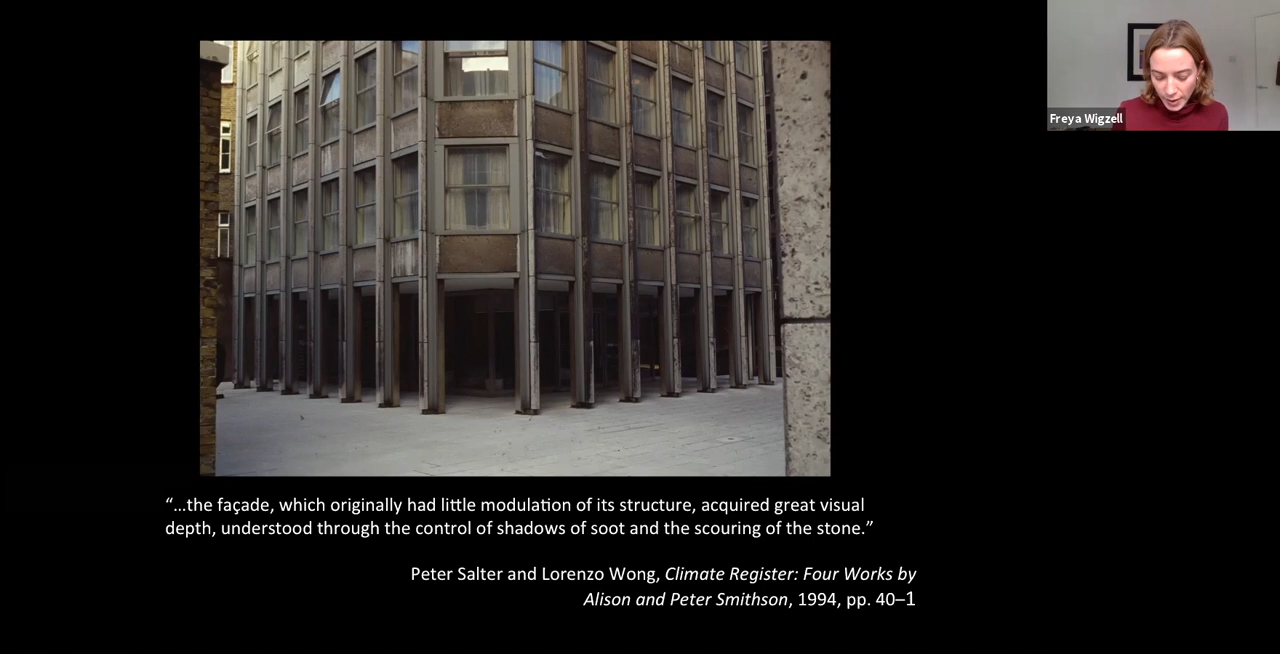 Freya Wigzell
“…the façade, which originally had little modulation of its structure, acquired great visual
depth, understood through the control of shadows of soot and the scouring of the stone.”
Peter Salter and Lorenzo Wong, Climate Register: Four Works by
Alison and Peter Smithson, 1994, pp. 40–1